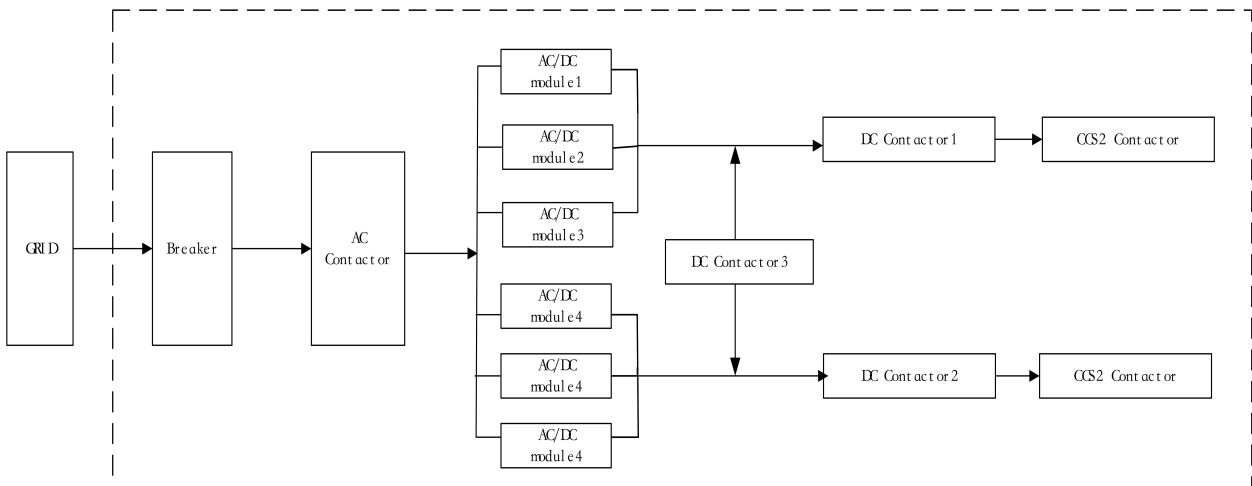 AC/DC
module1
AC/DC
module2
AC/DC
module3
GRID
Breaker
AC
Contactor
AC/DC
module4
AC/DC
module4
AC/DC
module4
DC Contactor3
DC Contactor1
CCS2 Contactor
DC Contactor2
CCS2 Contactor